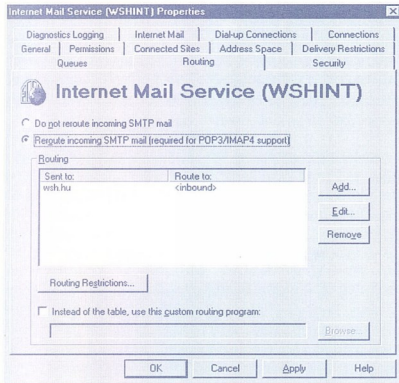 Internet Mail Service (WSHINT) Properties
Diagnostics Logging Internet Mail Dial-up Connections Connections
General Permissions Connected Sites Address Space Delivery Restrictions
Queues Routing Security
Internet Mail Service (WSHINT)
Do not reroute incoming SMTP mail
Reroute incoming SMTP mail (required for POP3/IMAP4 support)
Routing
Sent to: Route to:
wsh.hu <inbound>
Add...
Edit...
Remove
Routing Restrictions...
Instead of the table, use this custom routing program:
Browse...
OK Cancel Apply Help